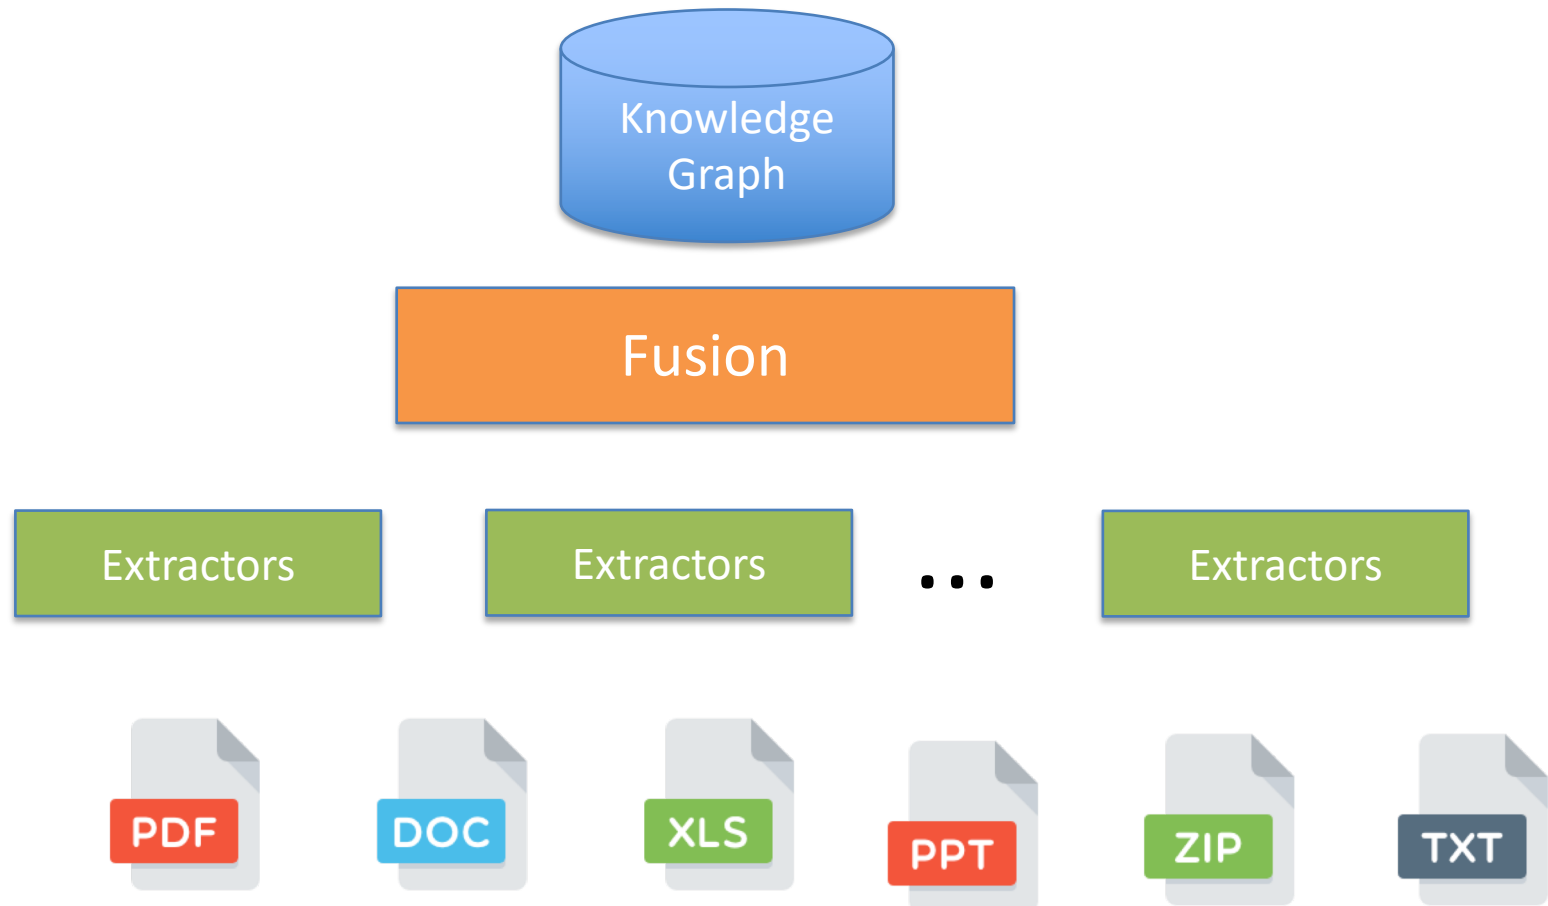 Knowledge
Graph
Fusion
Extractors
Extractors
...
Extractors
PDF
DOC
XLS
PPT
ZIP
TXT